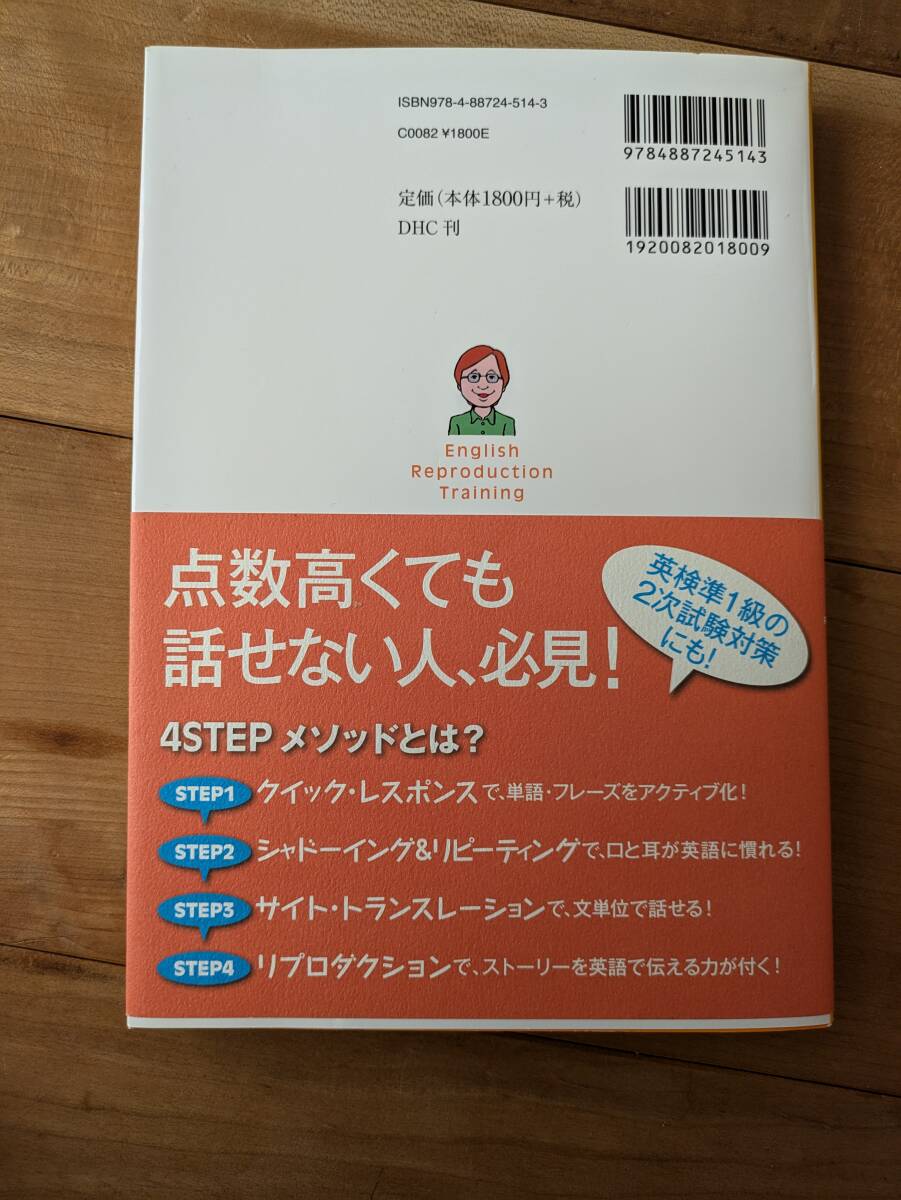 ISBN978-4-88724-514-3
C0082 ¥1800E
9784887245143
定価(本体1800円+税)
DHC 刊
1920082018009
English
Reproduction
Training
点数高くても
話せない人、必見!
英検準1級の
2次試験対策
にも!
4STEP メソッドとは?
STEP1 クイック・レスポンスで、単語・フレーズをアクティブ化!
STEP2 シャドーイング&リピーティングで、口と耳が英語に慣れる!
STEP3 サイト・トランスレーションで、文単位で話せる!
STEP4 リプロダクションで、ストーリーを英語で伝える力が付く!